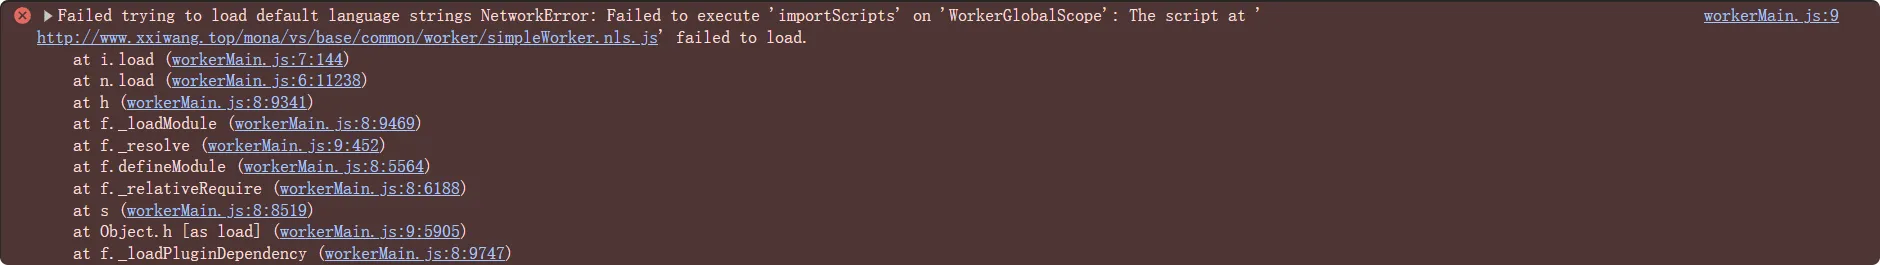 Failed trying to load default language strings NetworkError: Failed to execute 'importScripts' on 'WorkerGlobalScope': The script at ' workerMain.js:9
http://www.xxiwang.top/mona/vs/base/common/worker/simpleWorker.nls.js' failed to load.
at i.load (workerMain.js:7:144)
at n.load (workerMain.js:6:11238)
at h (workerMain.js:8:9341)
at f._loadModule (workerMain.js:8:9469)
at f._resolve (workerMain.js:9:452)
at f.defineModule (workerMain.js:8:5564)
at f._relativeRequire (workerMain.js:8:6188)
at s (workerMain.js:8:8519)
at Object.h [as load] (workerMain.js:9:5905)
at f._loadPluginDependency (workerMain.js:8:9747)